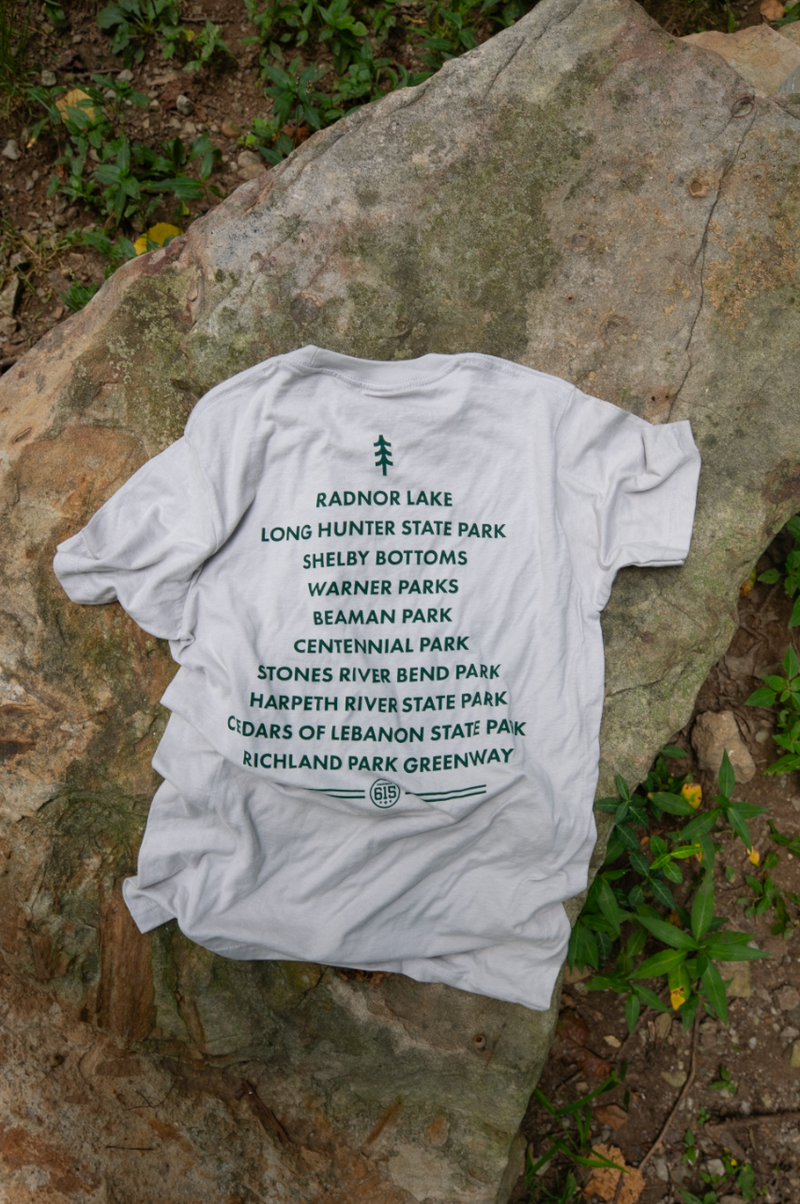 RADNOR LAKE
LONG HUNTER STATE PARK
SHELBY BOTTOMS
WARNER PARKS
BEAMAN PARK
CENTENNIAL PARK
STONES RIVER BEND PARK
HARPETH RIVER STATE PARK
CEDARS OF LEBANON STATE PARK
RICHLAND PARK GREENWAY
615